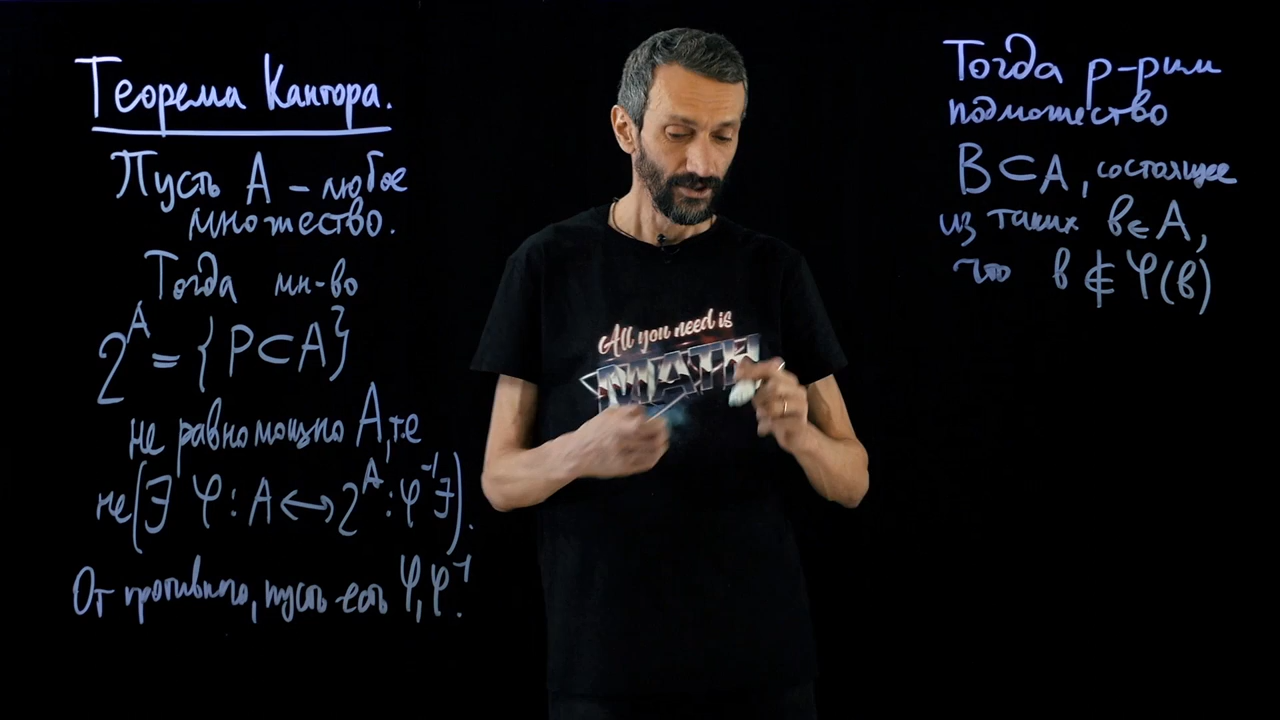 Теорема Кантора.
Пусть A – любое
множество.
Тогда мн-во
2^A = {P⊂A}
не равномощно A, т.е
не(∃ φ : A ↔ 2^A : φ^-1 ∃).
От противного, пусть есть φ, φ^-1.
All you need is
MATH
Тогда р-рим
подможество
B⊂A, состоящее
из таких b∈A,
что b∉φ(b)